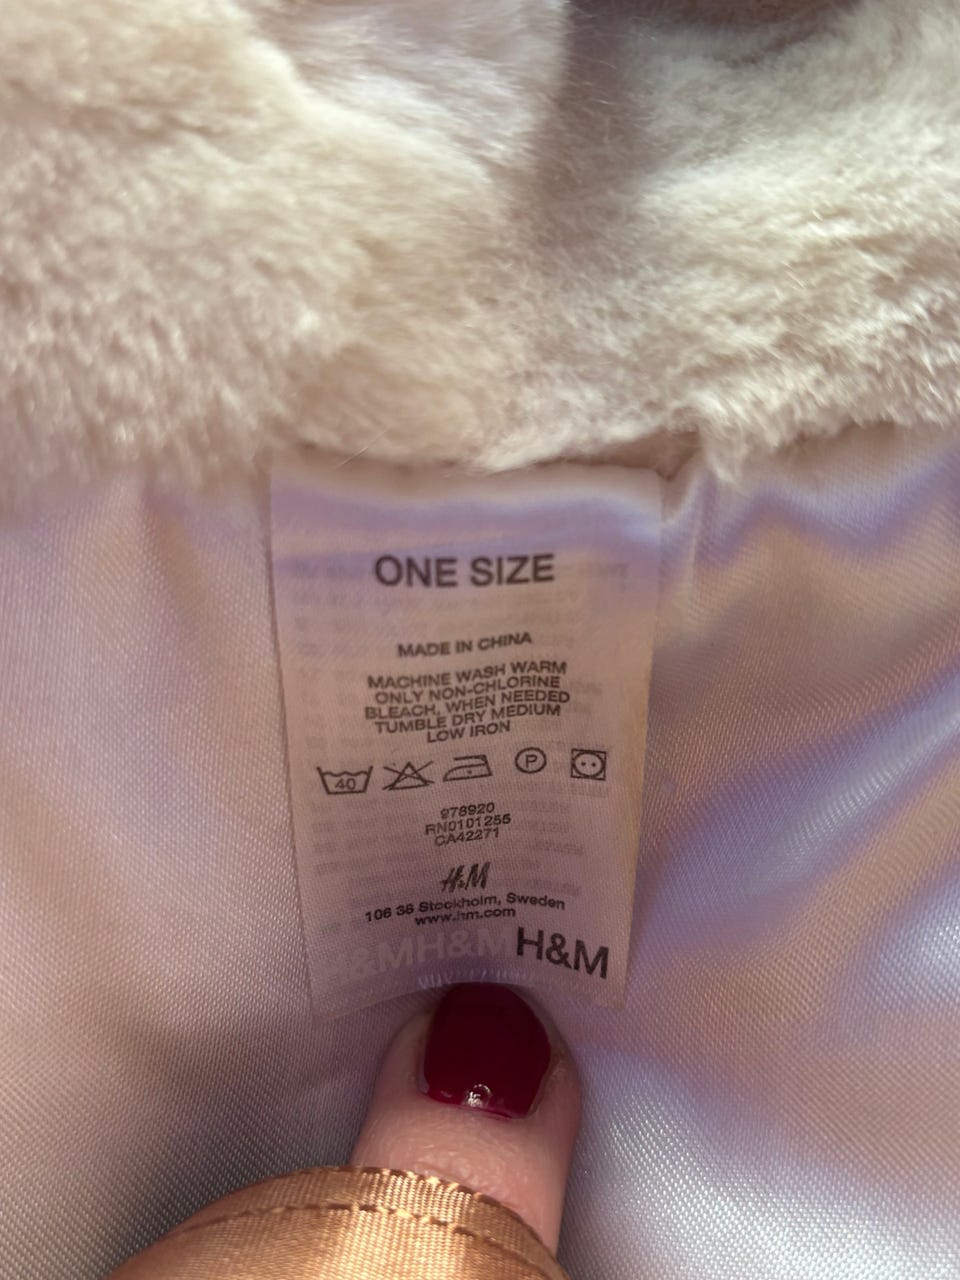 ONE SIZE
MADE IN CHINA
MACHINE WASH WARM
ONLY NON-CHLORINE
BLEACH, WHEN NEEDED
TUMBLE DRY MEDIUM
LOW IRON
40 P
978920
RN0101255
CA42271
H&M
106 38 Stockholm, Sweden
www.hm.com
H&MH&MH&M